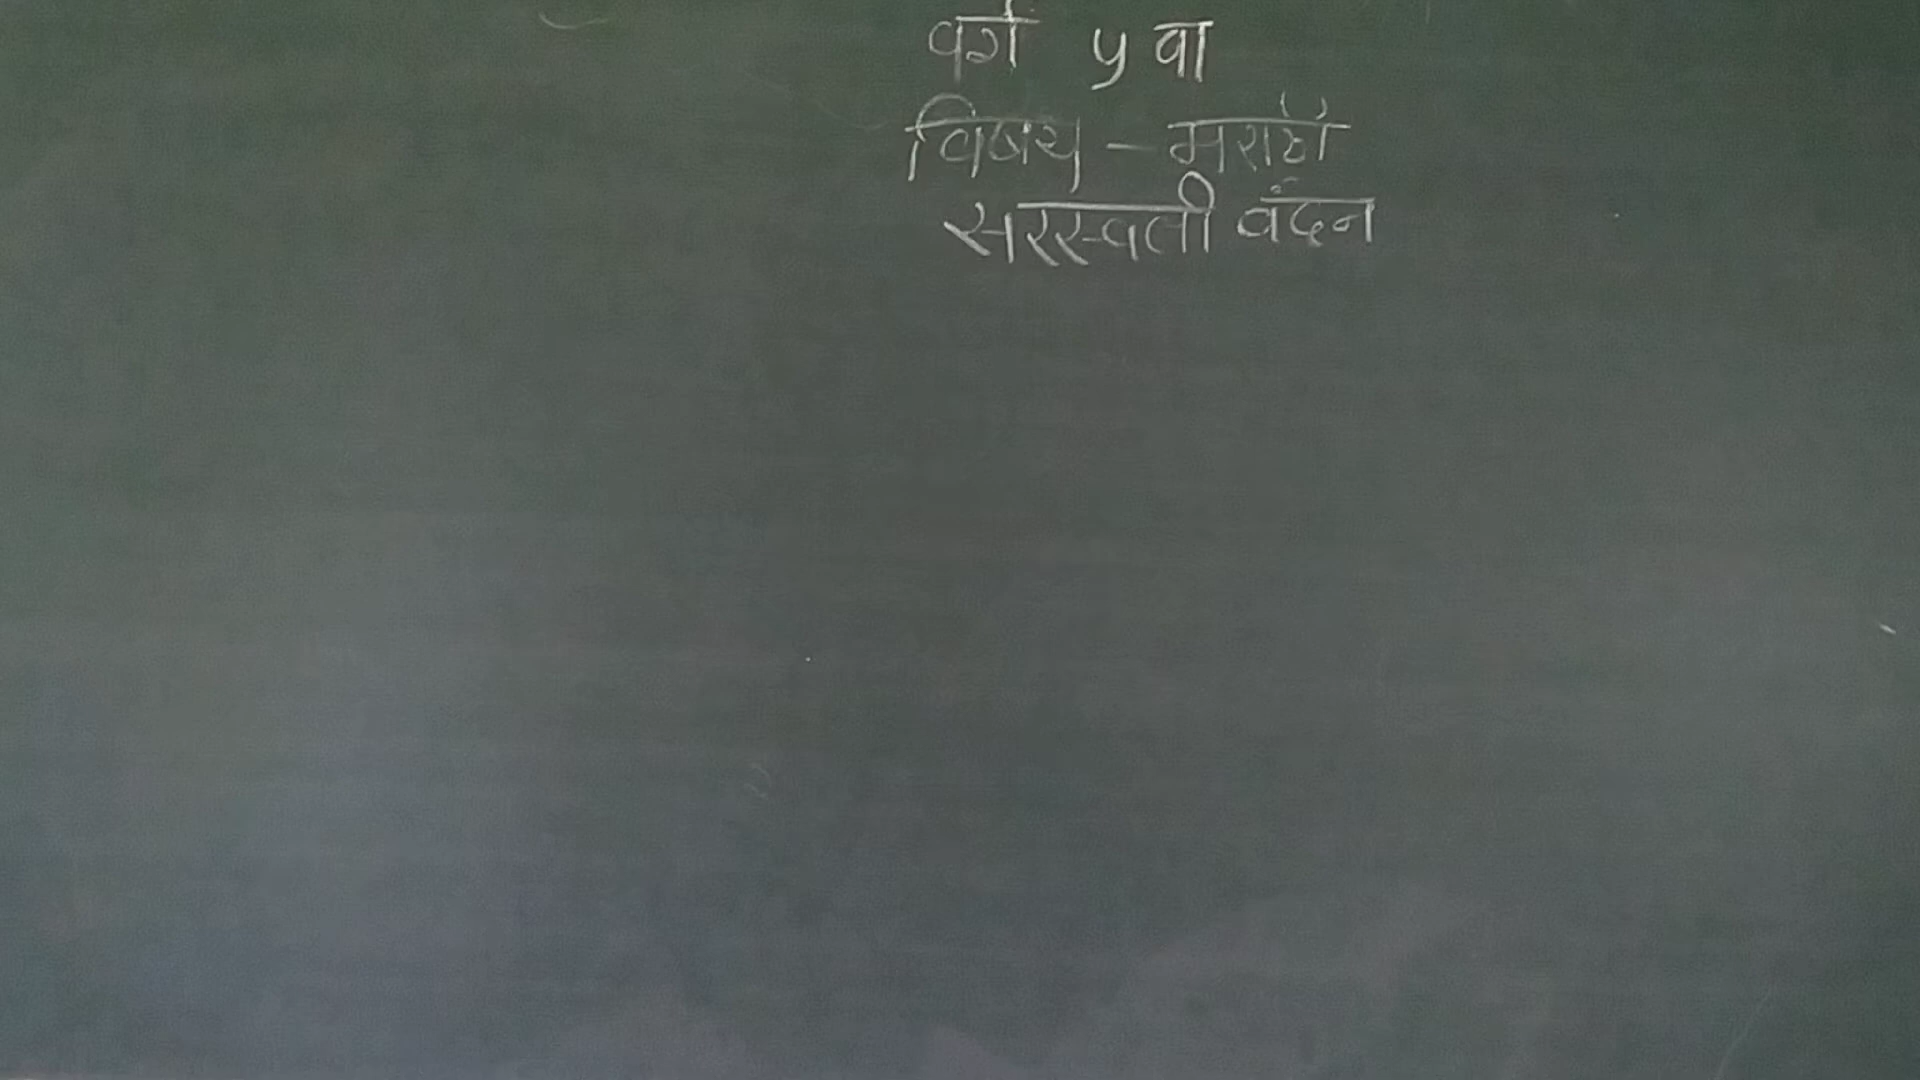 वर्ग ५ वा
विषय - मराठी
सरस्वती वंदन